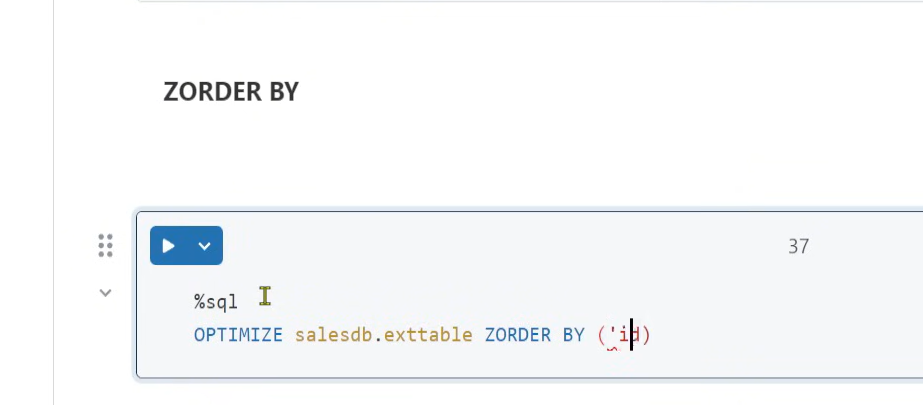 ZORDER BY
37
%sql
OPTIMIZE salesdb.exttable ZORDER BY ('id)